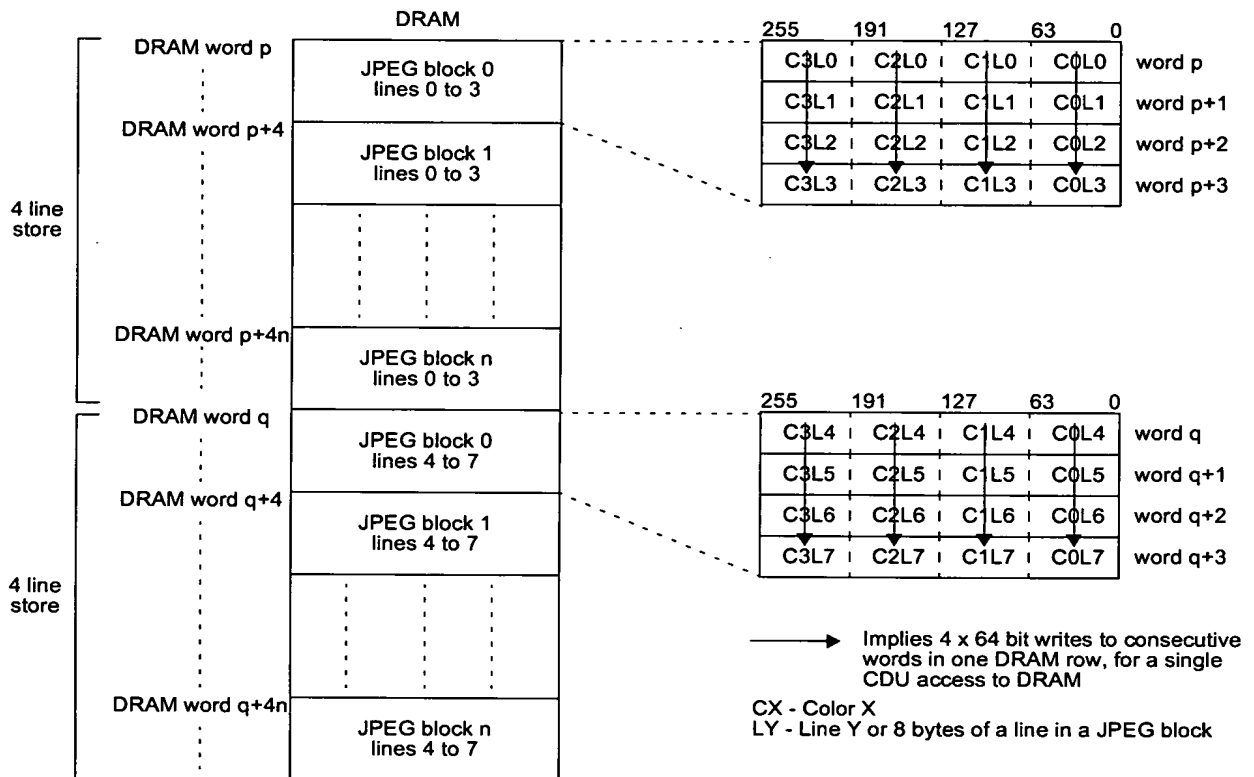 DRAM
DRAM word p
JPEG block 0
lines 0 to 3
DRAM word p+4
JPEG block 1
lines 0 to 3
4 line
store
DRAM word p+4n
JPEG block n
lines 0 to 3
DRAM word q
JPEG block 0
lines 4 to 7
DRAM word q+4
JPEG block 1
lines 4 to 7
4 line
store
DRAM word q+4n
JPEG block n
lines 4 to 7
255 191 127 63 0
C3L0 C2L0 C1L0 C0L0 word p
C3L1 C2L1 C1L1 C0L1 word p+1
C3L2 C2L2 C1L2 C0L2 word p+2
C3L3 C2L3 C1L3 C0L3 word p+3
255 191 127 63 0
C3L4 C2L4 C1L4 C0L4 word q
C3L5 C2L5 C1L5 C0L5 word q+1
C3L6 C2L6 C1L6 C0L6 word q+2
C3L7 C2L7 C1L7 C0L7 word q+3
Implies 4 x 64 bit writes to consecutive
words in one DRAM row, for a single
CDU access to DRAM
CX - Color X
LY - Line Y or 8 bytes of a line in a JPEG block